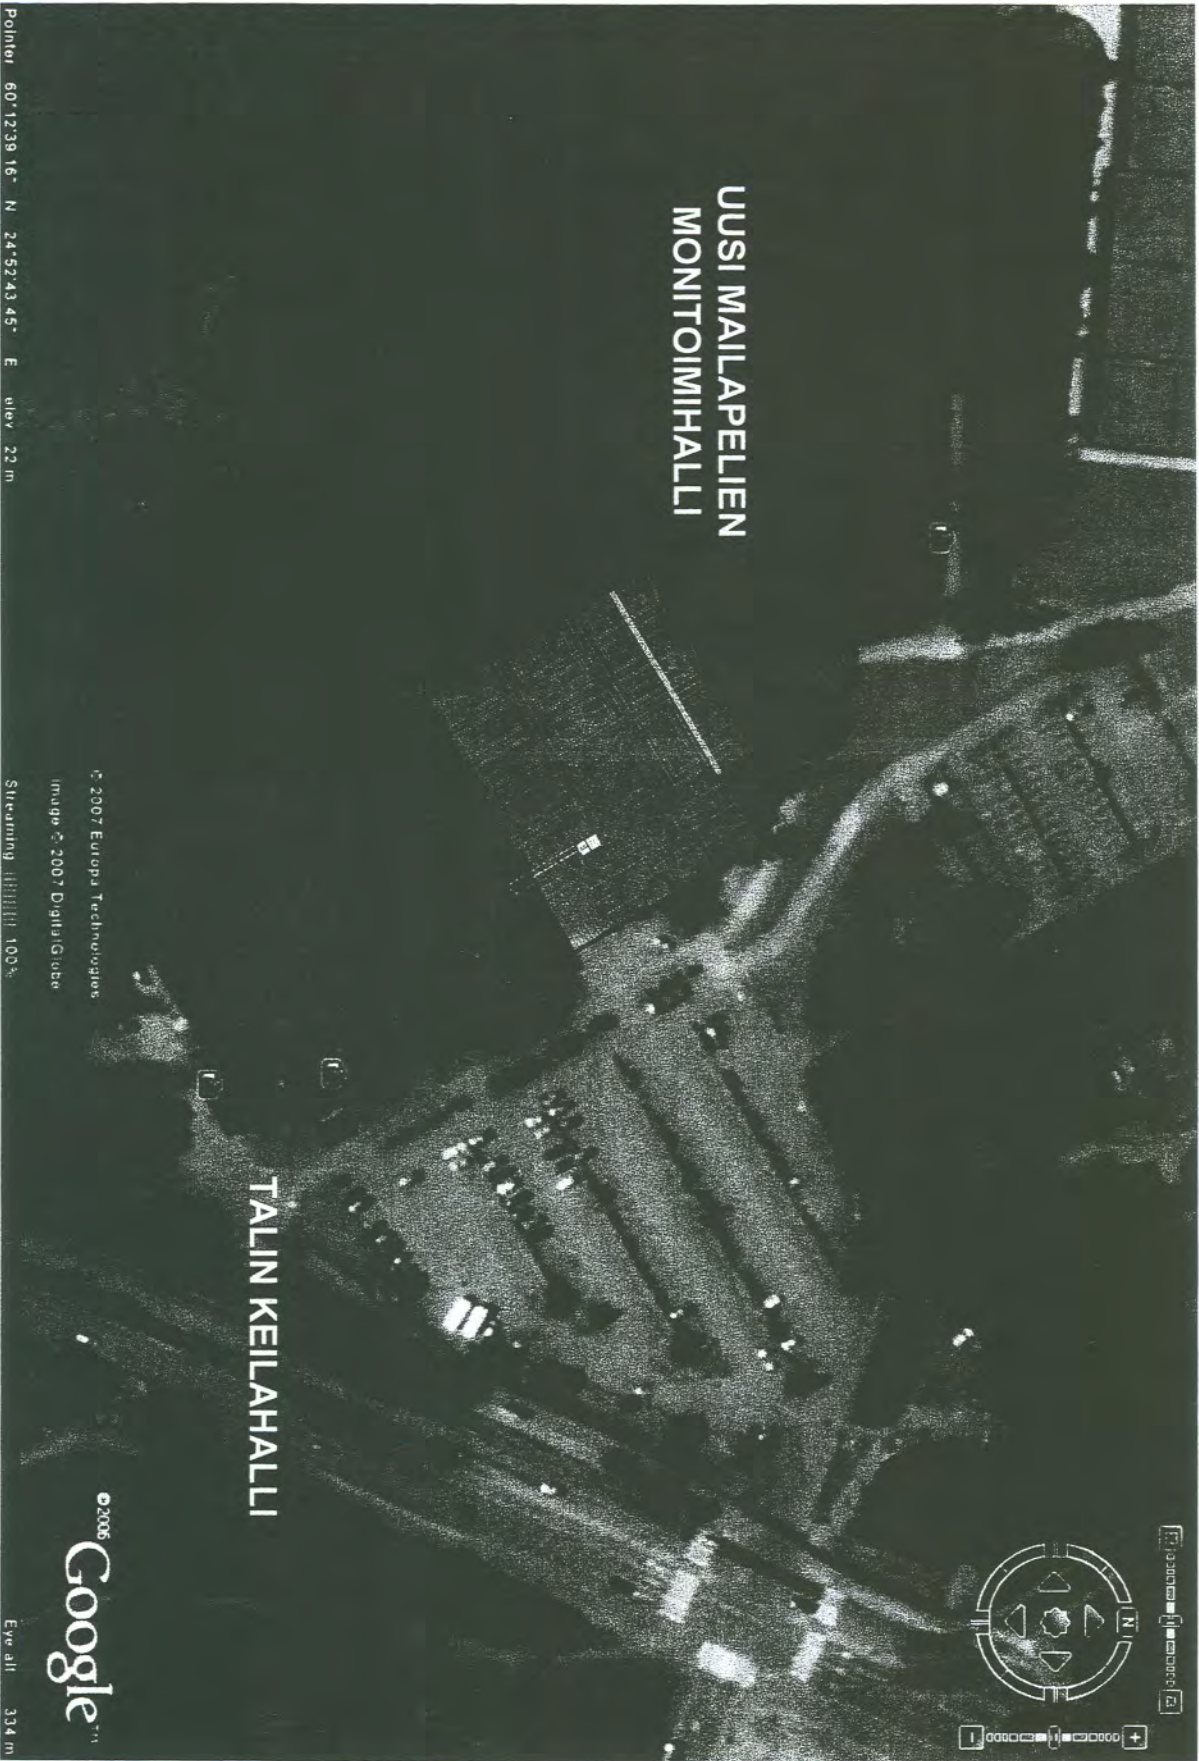 UUSI MAILAPELIEN
MONITOIMIHALLI
TALIN KEILAHALLI
N
© 2007 Europa Technologies
Image © 2007 DigitalGlobe
©2006 Google™
Pointer 60°12'39.16" N 24°52'43.45" E elev 22 m Streaming |||||||||| 100% Eye alt 334 m